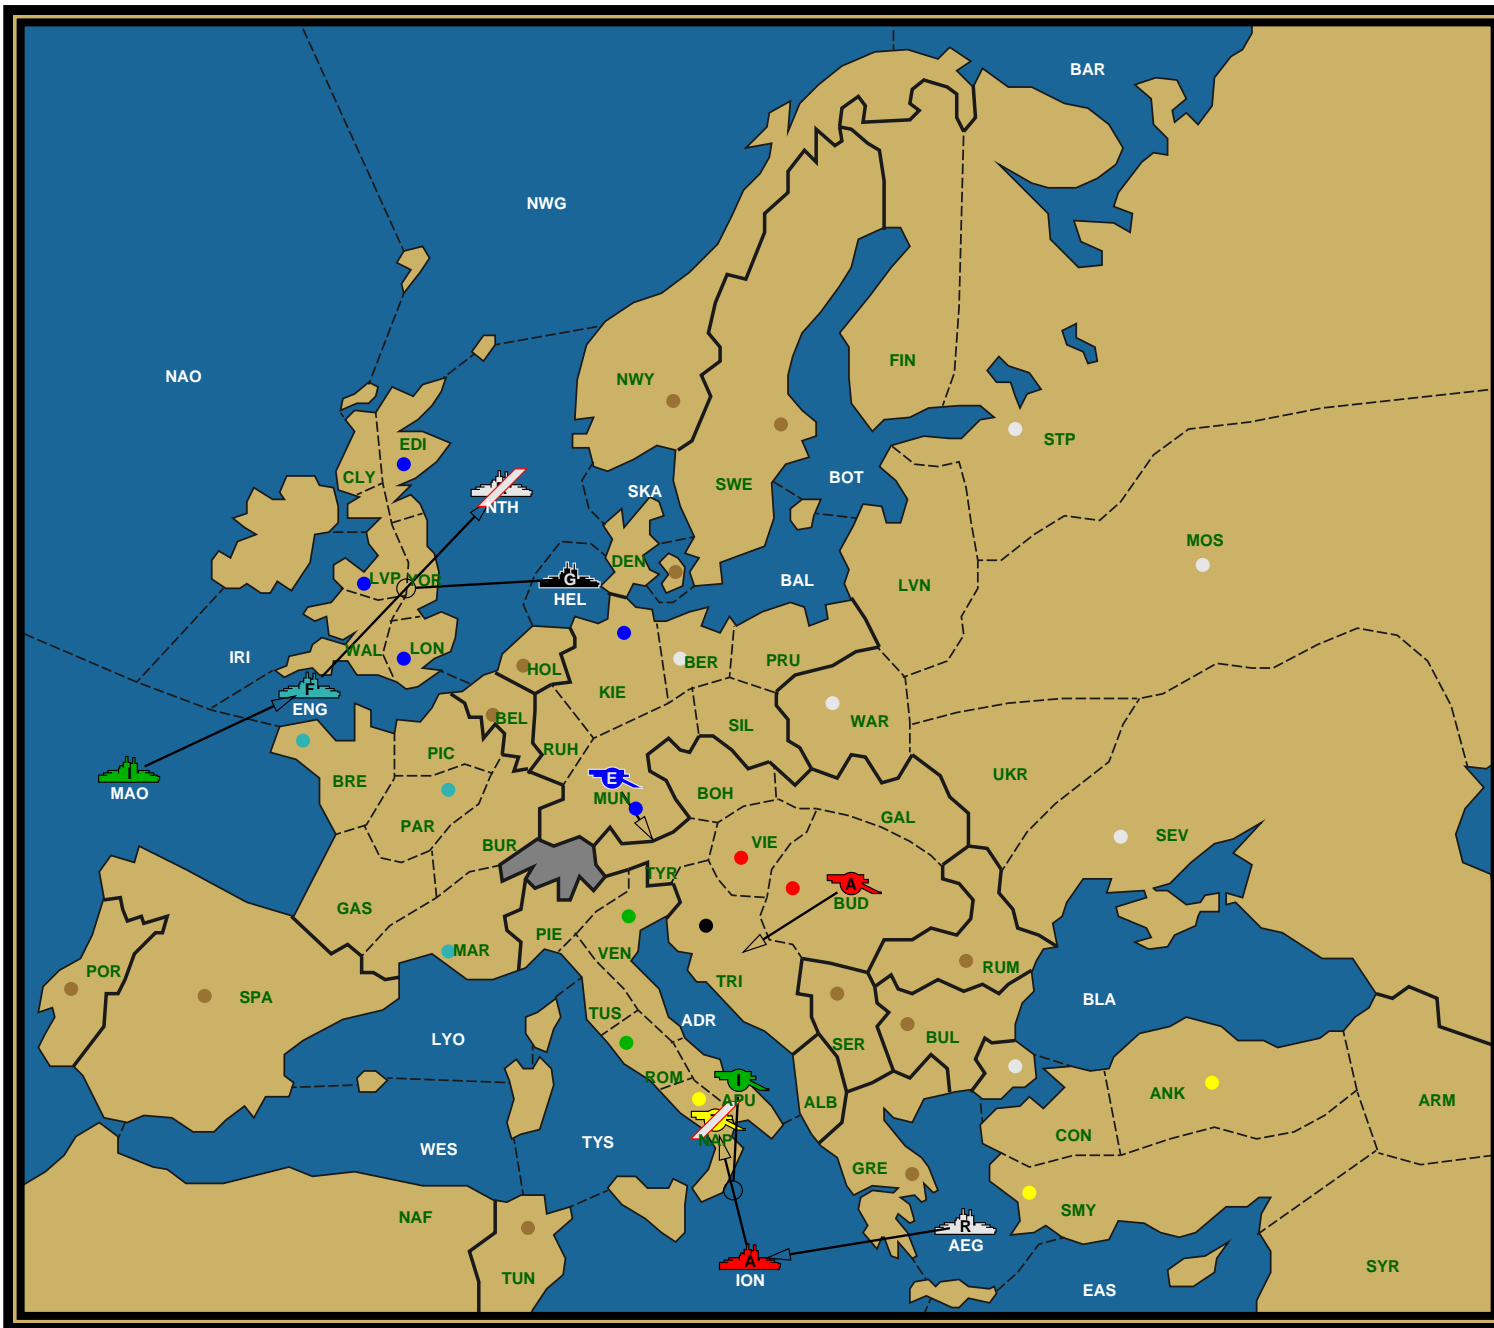 BAR
NWG
NAO
NWY
FIN
EDI
STP
CLY
SWE
BOT
SKA
NTH
MOS
DEN
LVP
YOR
G
HEL
BAL
LVN
IRI
WAL
LON
HOL
KIE
BER
PRU
F
ENG
BEL
SIL
WAR
PIC
RUH
I
MAO
BRE
E
MUN
BOH
UKR
PAR
BUR
VIE
GAL
SEV
TYR
A
BUD
GAS
PIE
VEN
MAR
POR
SPA
TRI
RUM
BLA
LYO
TUS
ADR
SER
BUL
ROM
I
APU
ALB
ANK
ARM
NAP
WES
TYS
CON
GRE
NAF
SMY
R
AEG
A
ION
TUN
EAS
SYR